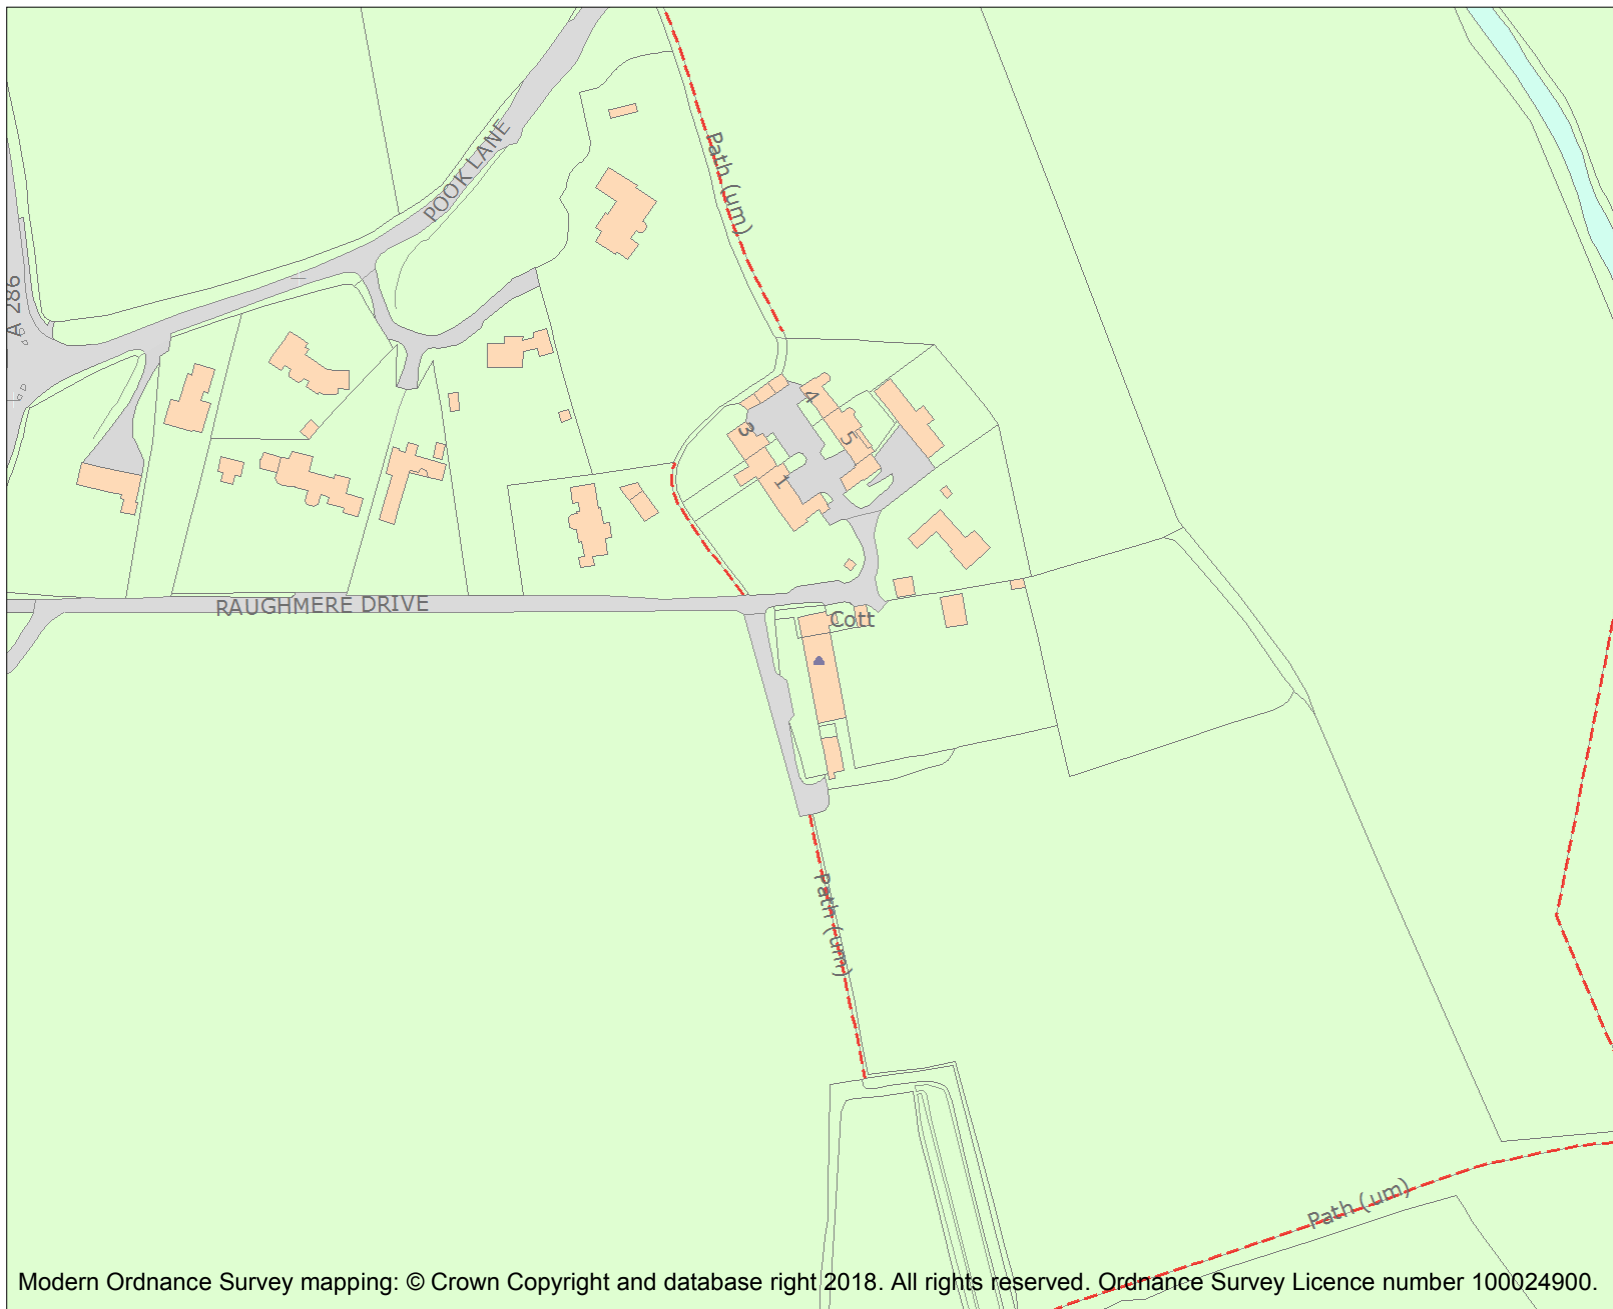 POOK LANE
Path (um)
A 286
3
4
5
1
RAUGHMERE DRIVE
Cott
Path (um)
Path (um)
Modern Ordnance Survey mapping: © Crown Copyright and database right 2018. All rights reserved. Ordnance Survey Licence number 100024900.